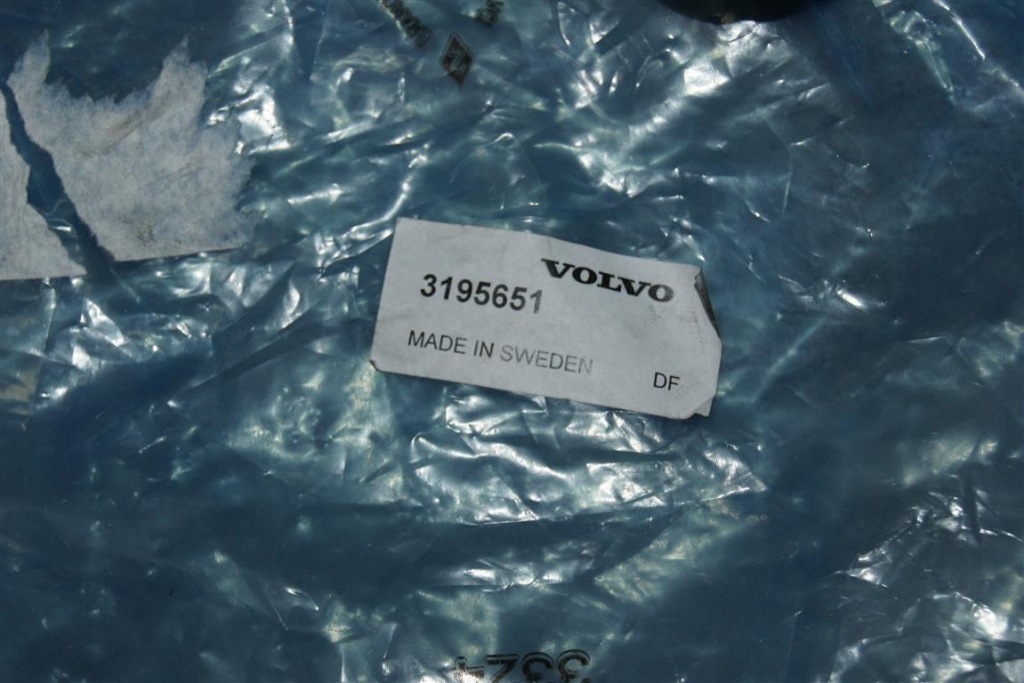 VOLVO
3195651
MADE IN SWEDEN
DF